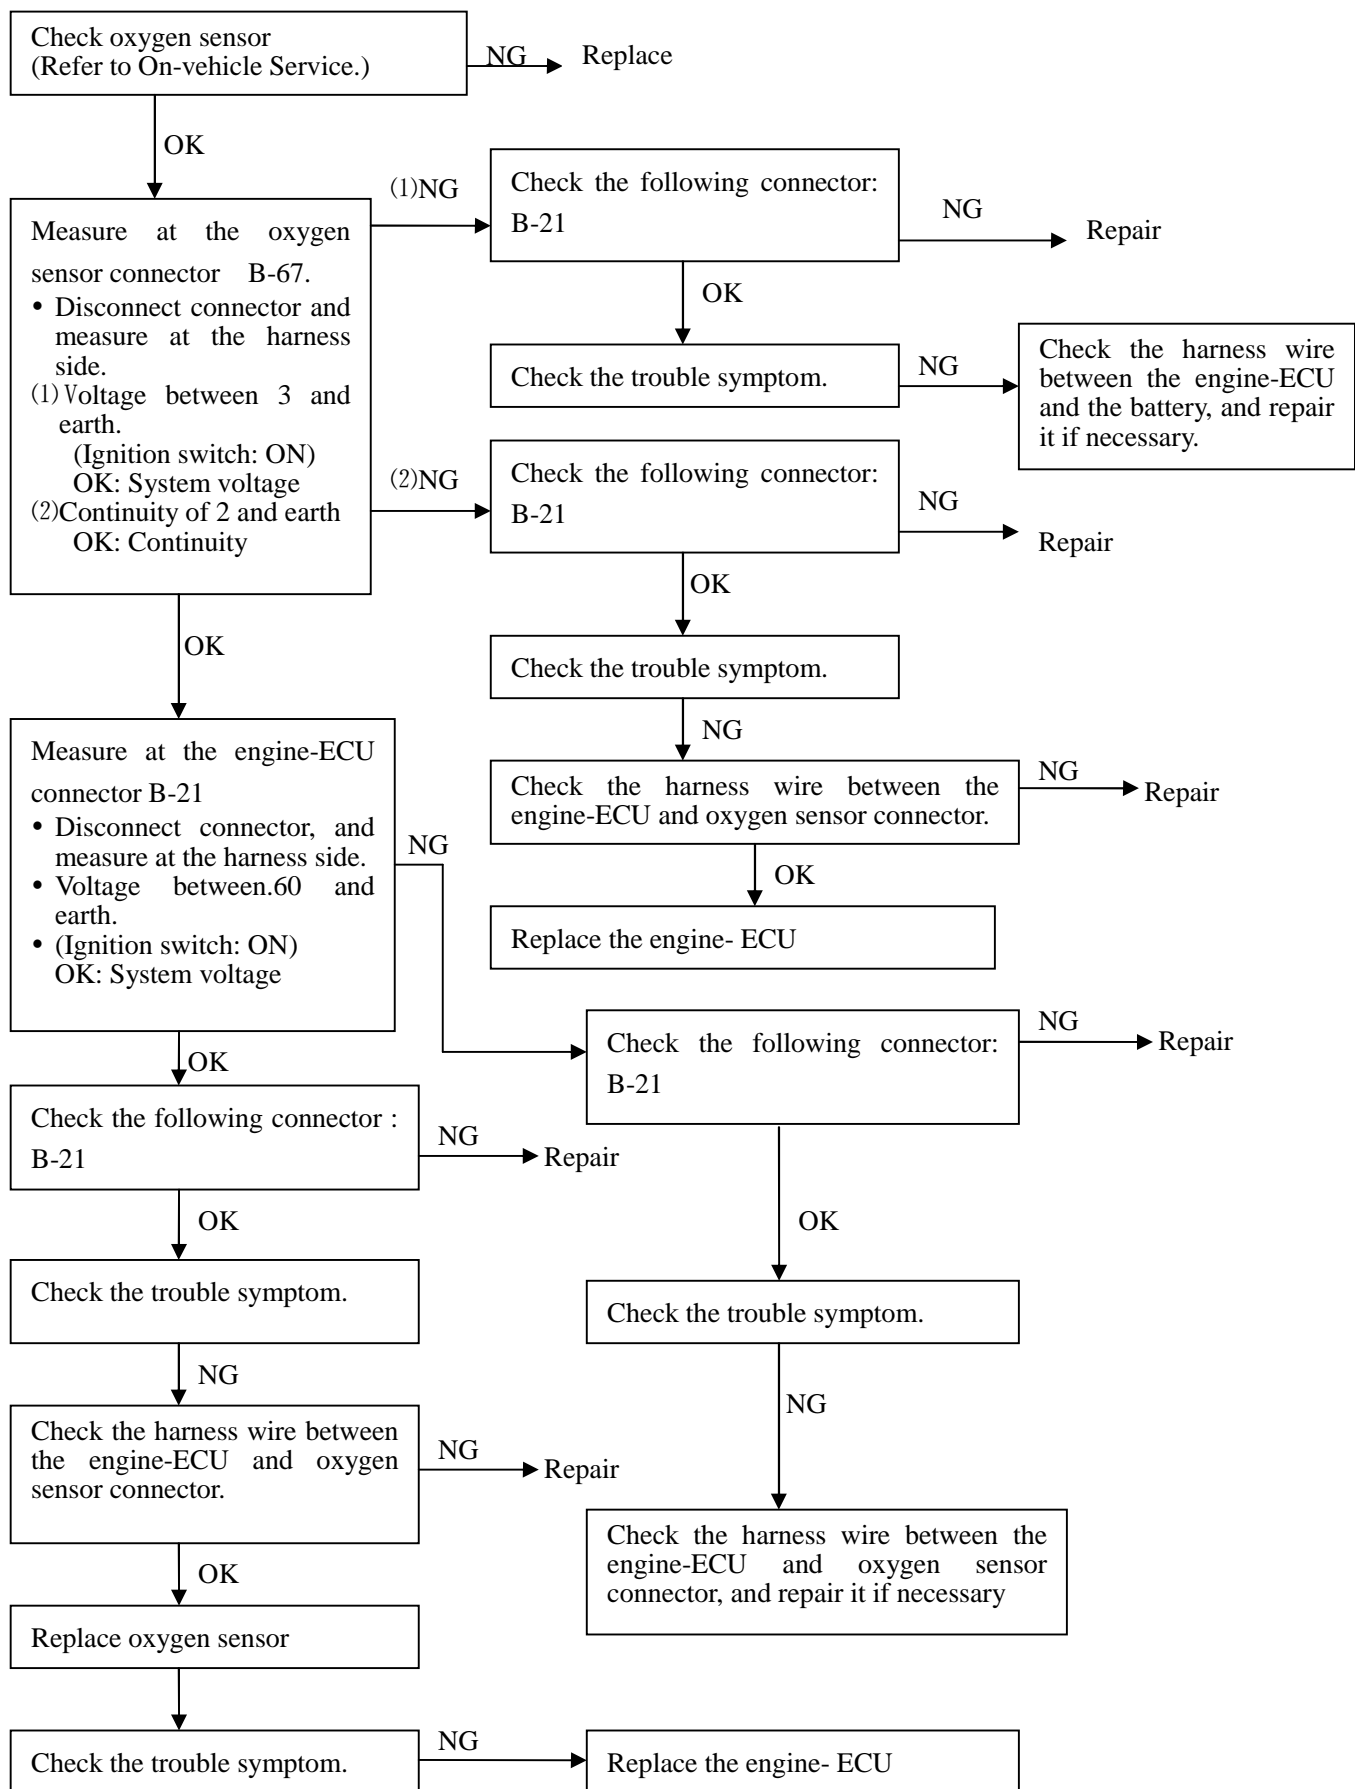 Check oxygen sensor
(Refer to On-vehicle Service.)
NG
Replace
OK
Measure at the oxygen
sensor connector B-67.
• Disconnect connector and
measure at the harness
side.
(1) Voltage between 3 and
earth.
(Ignition switch: ON)
OK: System voltage
(2) Continuity of 2 and earth
OK: Continuity
(1)NG
Check the following connector:
B-21
NG
Repair
OK
Check the trouble symptom.
NG
Check the harness wire
between the engine-ECU
and the battery, and repair
it if necessary.
(2)NG
Check the following connector:
B-21
NG
Repair
OK
Check the trouble symptom.
NG
Check the harness wire between the
engine-ECU and oxygen sensor connector.
NG
Repair
OK
Replace the engine- ECU
OK
Measure at the engine-ECU
connector B-21
• Disconnect connector, and
measure at the harness side.
• Voltage between.60 and
earth.
• (Ignition switch: ON)
OK: System voltage
NG
Check the following connector:
B-21
NG
Repair
OK
Check the trouble symptom.
NG
Check the harness wire between the
engine-ECU and oxygen sensor
connector, and repair it if necessary
OK
Check the following connector :
B-21
NG
Repair
OK
Check the trouble symptom.
NG
Check the harness wire between
the engine-ECU and oxygen
sensor connector.
NG
Repair
OK
Replace oxygen sensor
Check the trouble symptom.
NG
Replace the engine- ECU